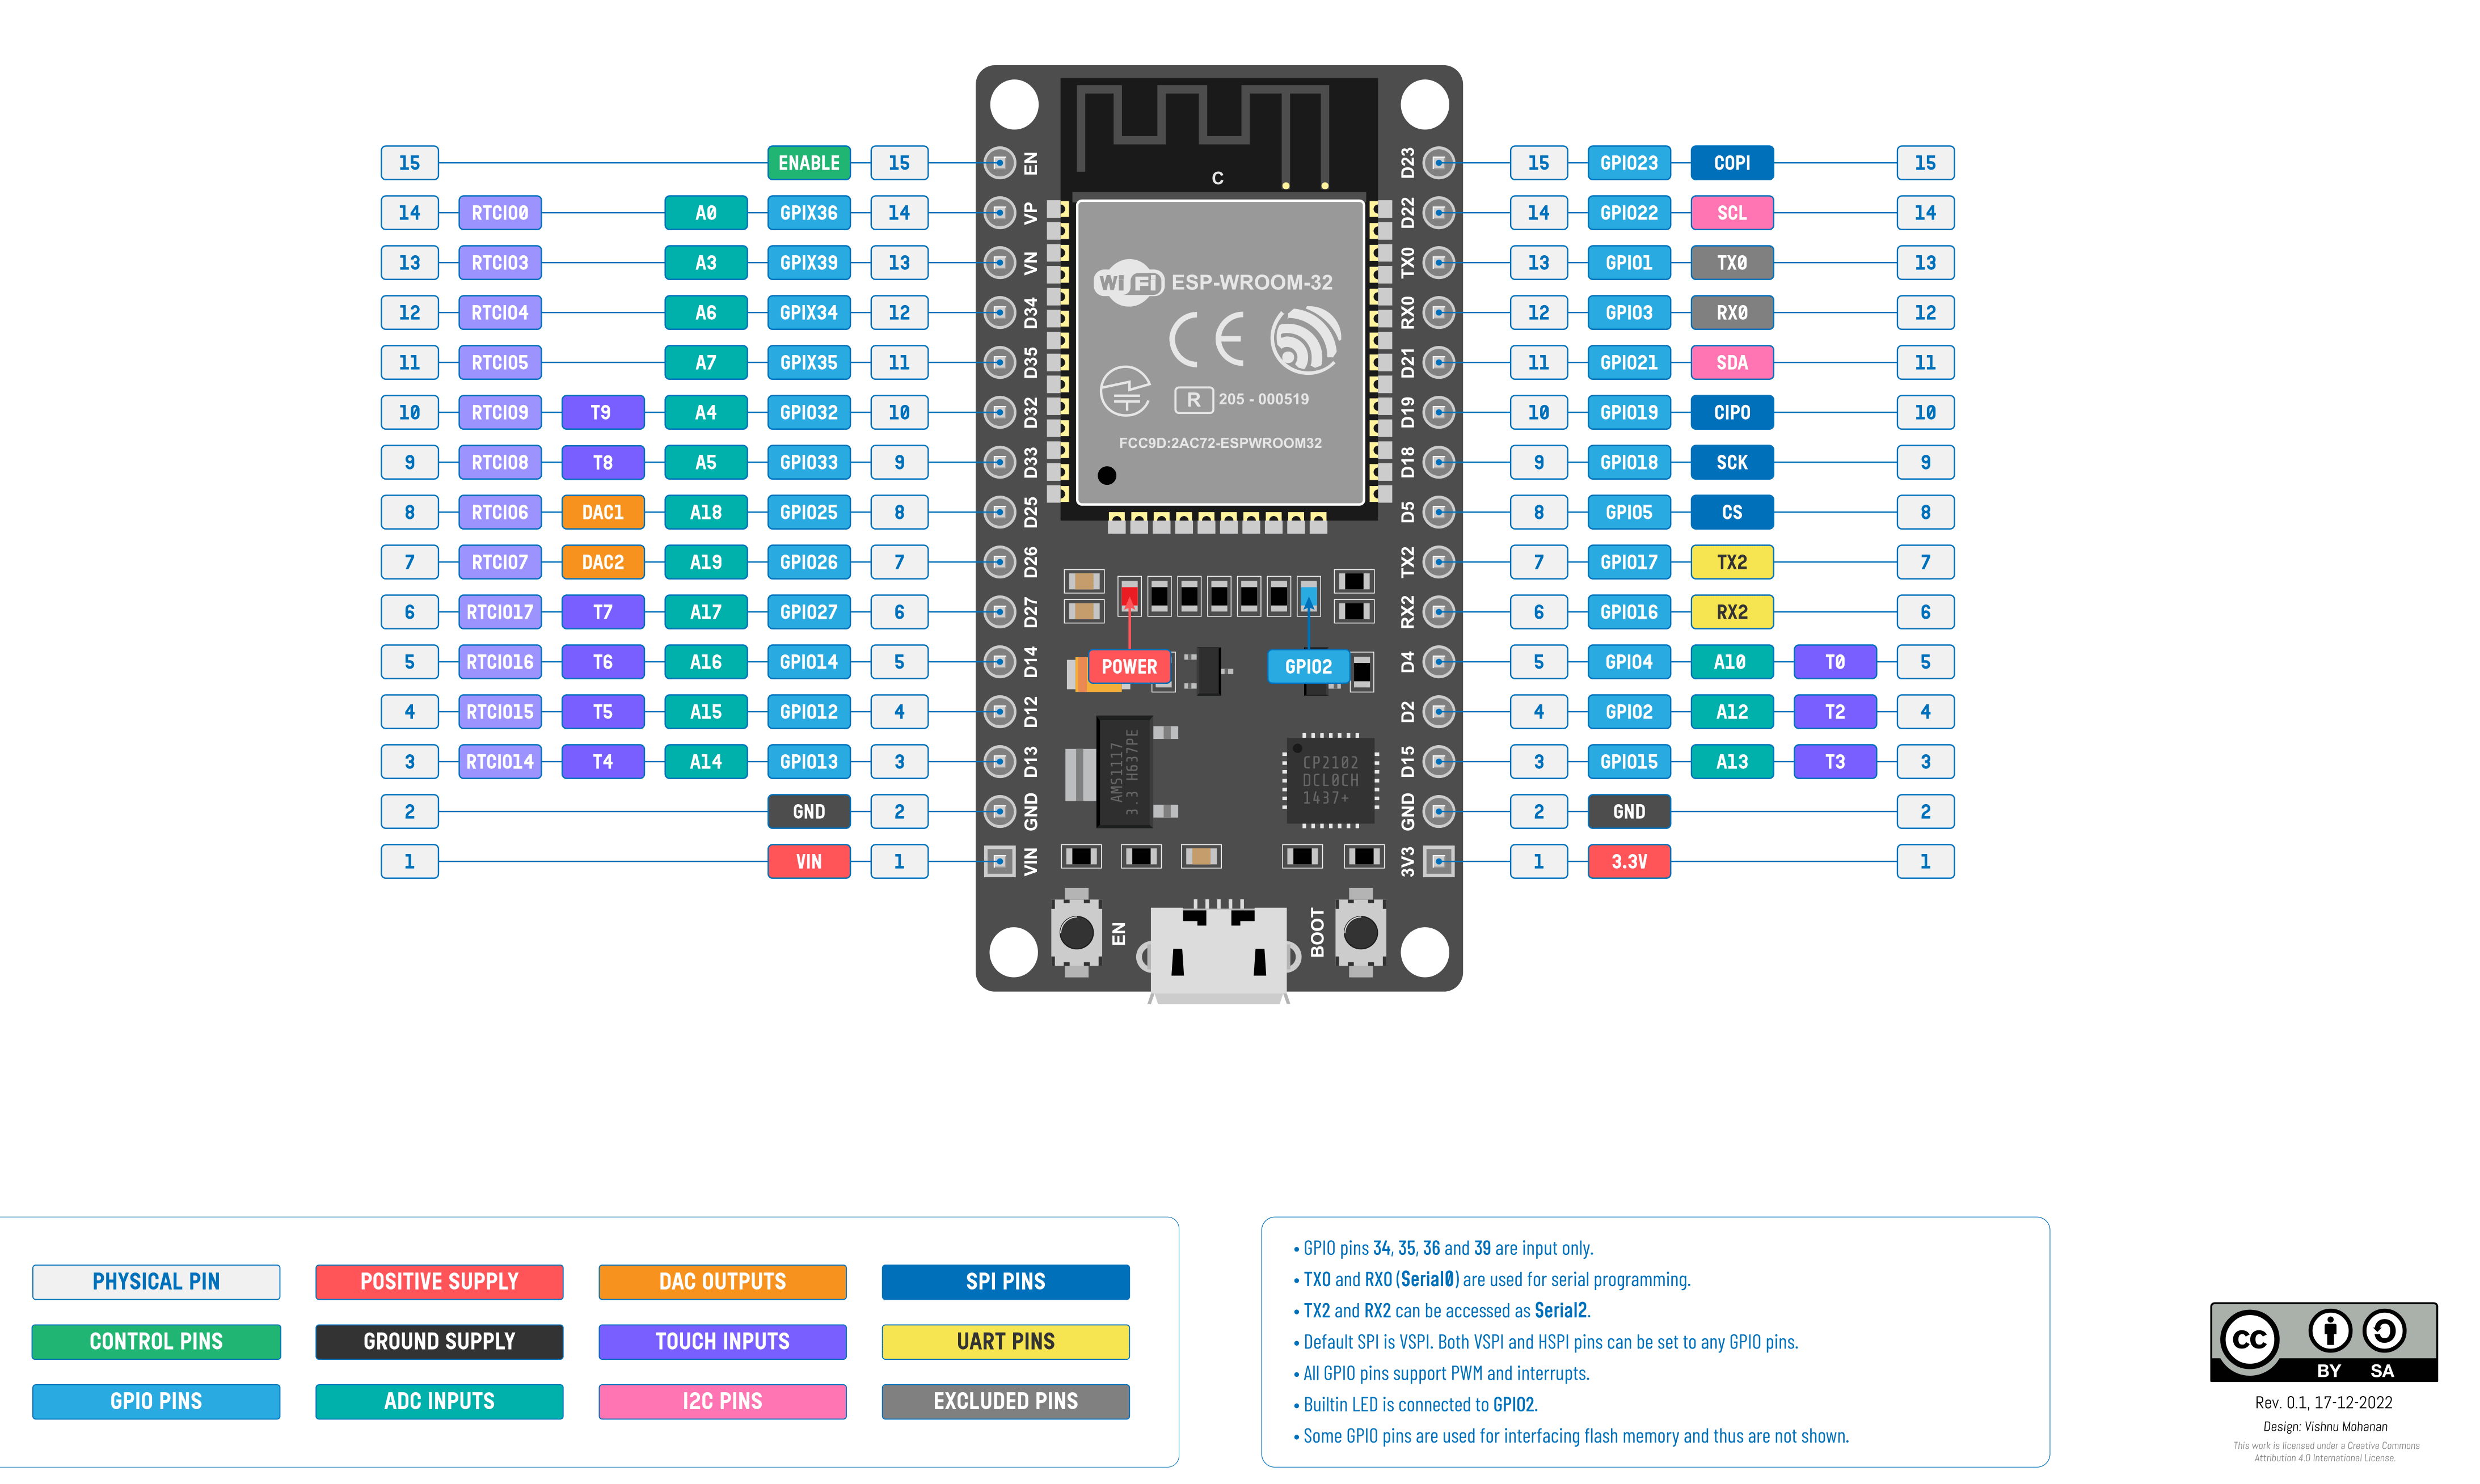 15 ENABLE 15 EN D23 15 GPIO23 COPI 15
14 RTCIO0 A0 GPIX36 14 VP D22 14 GPIO22 SCL 14
13 RTCIO3 A3 GPIX39 13 VN TX0 13 GPIO1 TX0 13
12 RTCIO4 A6 GPIX34 12 D34 RX0 12 GPIO3 RX0 12
11 RTCIO5 A7 GPIX35 11 D35 D21 11 GPIO21 SDA 11
10 RTCIO9 T9 A4 GPIO32 10 D32 D19 10 GPIO19 CIPO 10
9 RTCIO8 T8 A5 GPIO33 9 D33 D18 9 GPIO18 SCK 9
8 RTCIO6 DAC1 A18 GPIO25 8 D25 D5 8 GPIO5 CS 8
7 RTCIO7 DAC2 A19 GPIO26 7 D26 TX2 7 GPIO17 TX2 7
6 RTCIO17 T7 A17 GPIO27 6 D27 RX2 6 GPIO16 RX2 6
5 RTCIO16 T6 A16 GPIO14 5 D14 D4 5 GPIO4 A10 T0 5
4 RTCIO15 T5 A15 GPIO12 4 D12 D2 4 GPIO2 A12 T2 4
3 RTCIO14 T4 A14 GPIO13 3 D13 D15 3 GPIO15 A13 T3 3
2 GND 2 GND GND 2 GND 2
1 VIN 1 VIN 3V3 1 3.3V 1
C
Wi Fi ESP-WROOM-32
CE
R 205 - 000519
FCC9D:2AC72-ESPWROOM32
POWER GPIO2
AMS1117
3.3 H637PE
CP2102
DCL0CH
1437+
EN BOOT
PHYSICAL PIN POSITIVE SUPPLY DAC OUTPUTS SPI PINS
CONTROL PINS GROUND SUPPLY TOUCH INPUTS UART PINS
GPIO PINS ADC INPUTS I2C PINS EXCLUDED PINS
• GPIO pins 34, 35, 36 and 39 are input only.
• TX0 and RX0 (Serial0) are used for serial programming.
• TX2 and RX2 can be accessed as Serial2.
• Default SPI is VSPI. Both VSPI and HSPI pins can be set to any GPIO pins.
• All GPIO pins support PWM and interrupts.
• Builtin LED is connected to GPIO2.
• Some GPIO pins are used for interfacing flash memory and thus are not shown.
cc
BY SA
Rev. 0.1, 17-12-2022
Design: Vishnu Mohanan
This work is licensed under a Creative Commons
Attribution 4.0 International License.